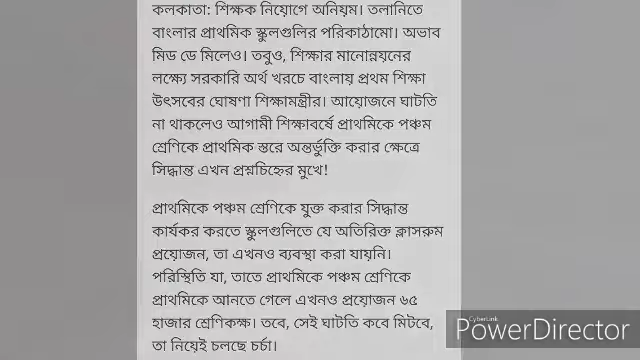 কলকাতা: শিক্ষক নিয়োগে অনিয়ম। তলানিতে
বাংলার প্রাথমিক স্কুলগুলির পরিকাঠামো। অভাব
মিড ডে মিলেও। তবুও, শিক্ষার মানোন্নয়নের
লক্ষ্যে সরকারি অর্থ খরচে বাংলায় প্রথম শিক্ষা
উৎসবের ঘোষণা শিক্ষামন্ত্রীর। আয়োজনে ঘাটতি
না থাকলেও আগামী শিক্ষাবর্ষে প্রাথমিকে পঞ্চম
শ্রেণিকে প্রাথমিক স্তরে অন্তর্ভুক্তি করার ক্ষেত্রে
সিদ্ধান্ত এখন প্রশ্নচিহ্নের মুখে!
প্রাথমিকে পঞ্চম শ্রেণিকে যুক্ত করার সিদ্ধান্ত
কার্যকর করতে স্কুলগুলিতে যে অতিরিক্ত ক্লাসরুম
প্রয়োজন, তা এখনও ব্যবস্থা করা যায়নি।
পরিস্থিতি যা, তাতে প্রাথমিকে পঞ্চম শ্রেণিকে
প্রাথমিকে আনতে গেলে এখনও প্রয়োজন ৬৫
হাজার শ্রেণিকক্ষ। তবে, সেই ঘাটতি কবে মিটবে,
তা নিয়েই চলছে চর্চা।
CyberLink
PowerDirector